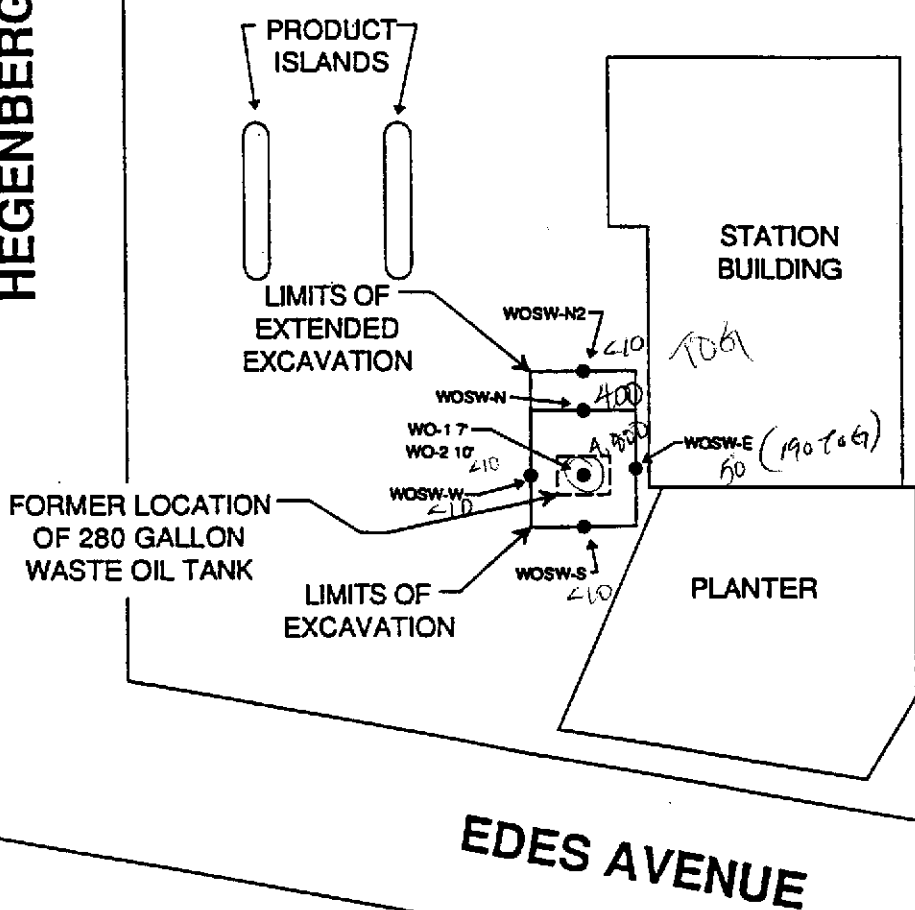 HEGENBERG
PRODUCT
ISLANDS
STATION
BUILDING
LIMITS OF
EXTENDED
EXCAVATION
WOSW-N2
<10
TOG
WOSW-N
400
WO-1 7'
WO-2 10'
<10
WOSW-E
50 (190 TOG)
WOSW-W
<10
FORMER LOCATION
OF 280 GALLON
WASTE OIL TANK
WOSW-S
<10
LIMITS OF
EXCAVATION
PLANTER
EDES AVENUE